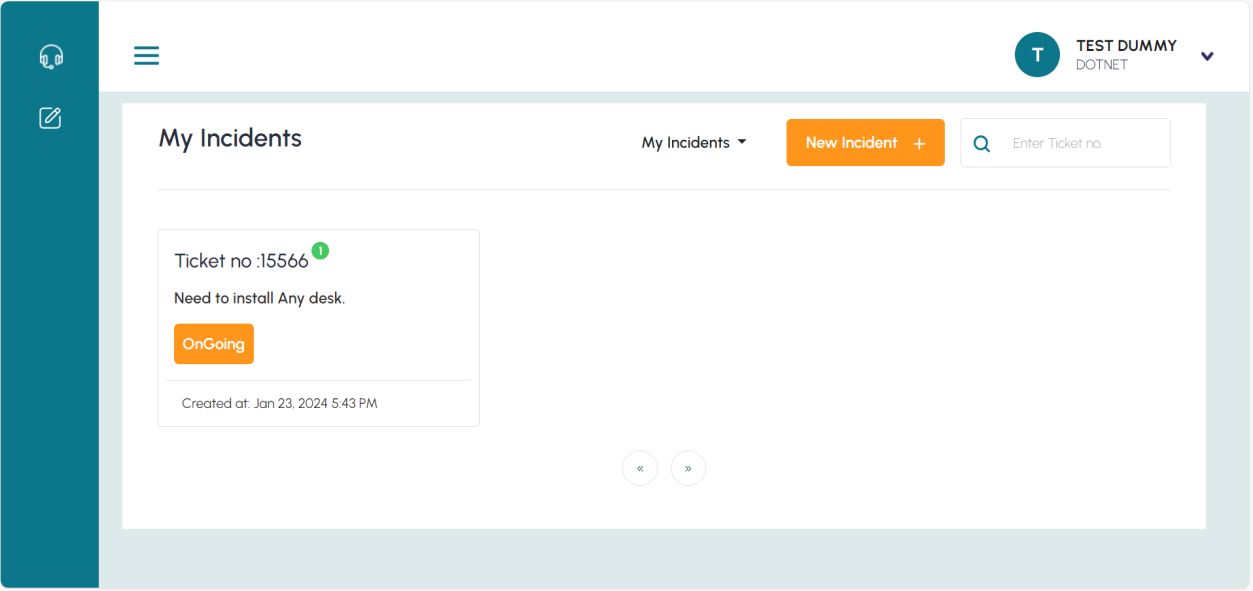 T
TEST DUMMY
DOTNET
My Incidents
My Incidents
New Incident +
Enter Ticket no.
Ticket no :15566
1
Need to install Any desk.
OnGoing
Created at: Jan 23, 2024 5:43 PM
« »